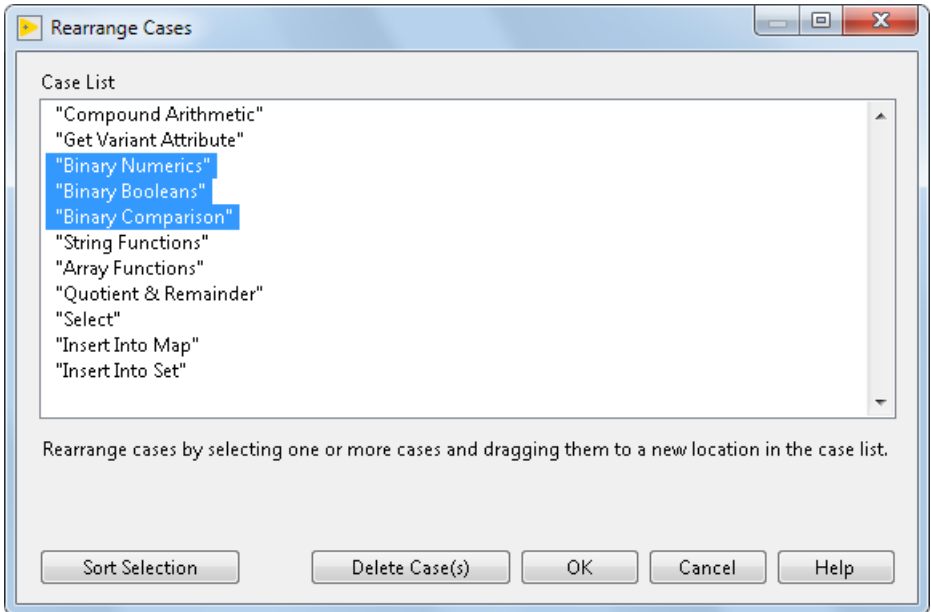 Rearrange Cases
Case List
"Compound Arithmetic"
"Get Variant Attribute"
"Binary Numerics"
"Binary Booleans"
"Binary Comparison"
"String Functions"
"Array Functions"
"Quotient & Remainder"
"Select"
"Insert Into Map"
"Insert Into Set"
Rearrange cases by selecting one or more cases and dragging them to a new location in the case list.
Sort Selection Delete Case(s) OK Cancel Help